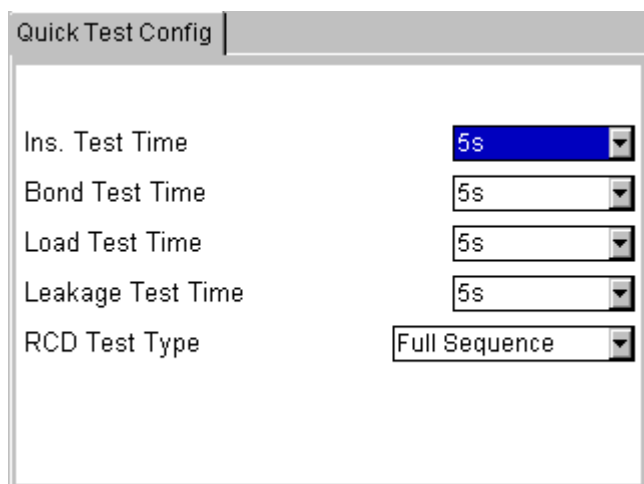 Quick Test Config
Ins. Test Time 5s
Bond Test Time 5s
Load Test Time 5s
Leakage Test Time 5s
RCD Test Type Full Sequence